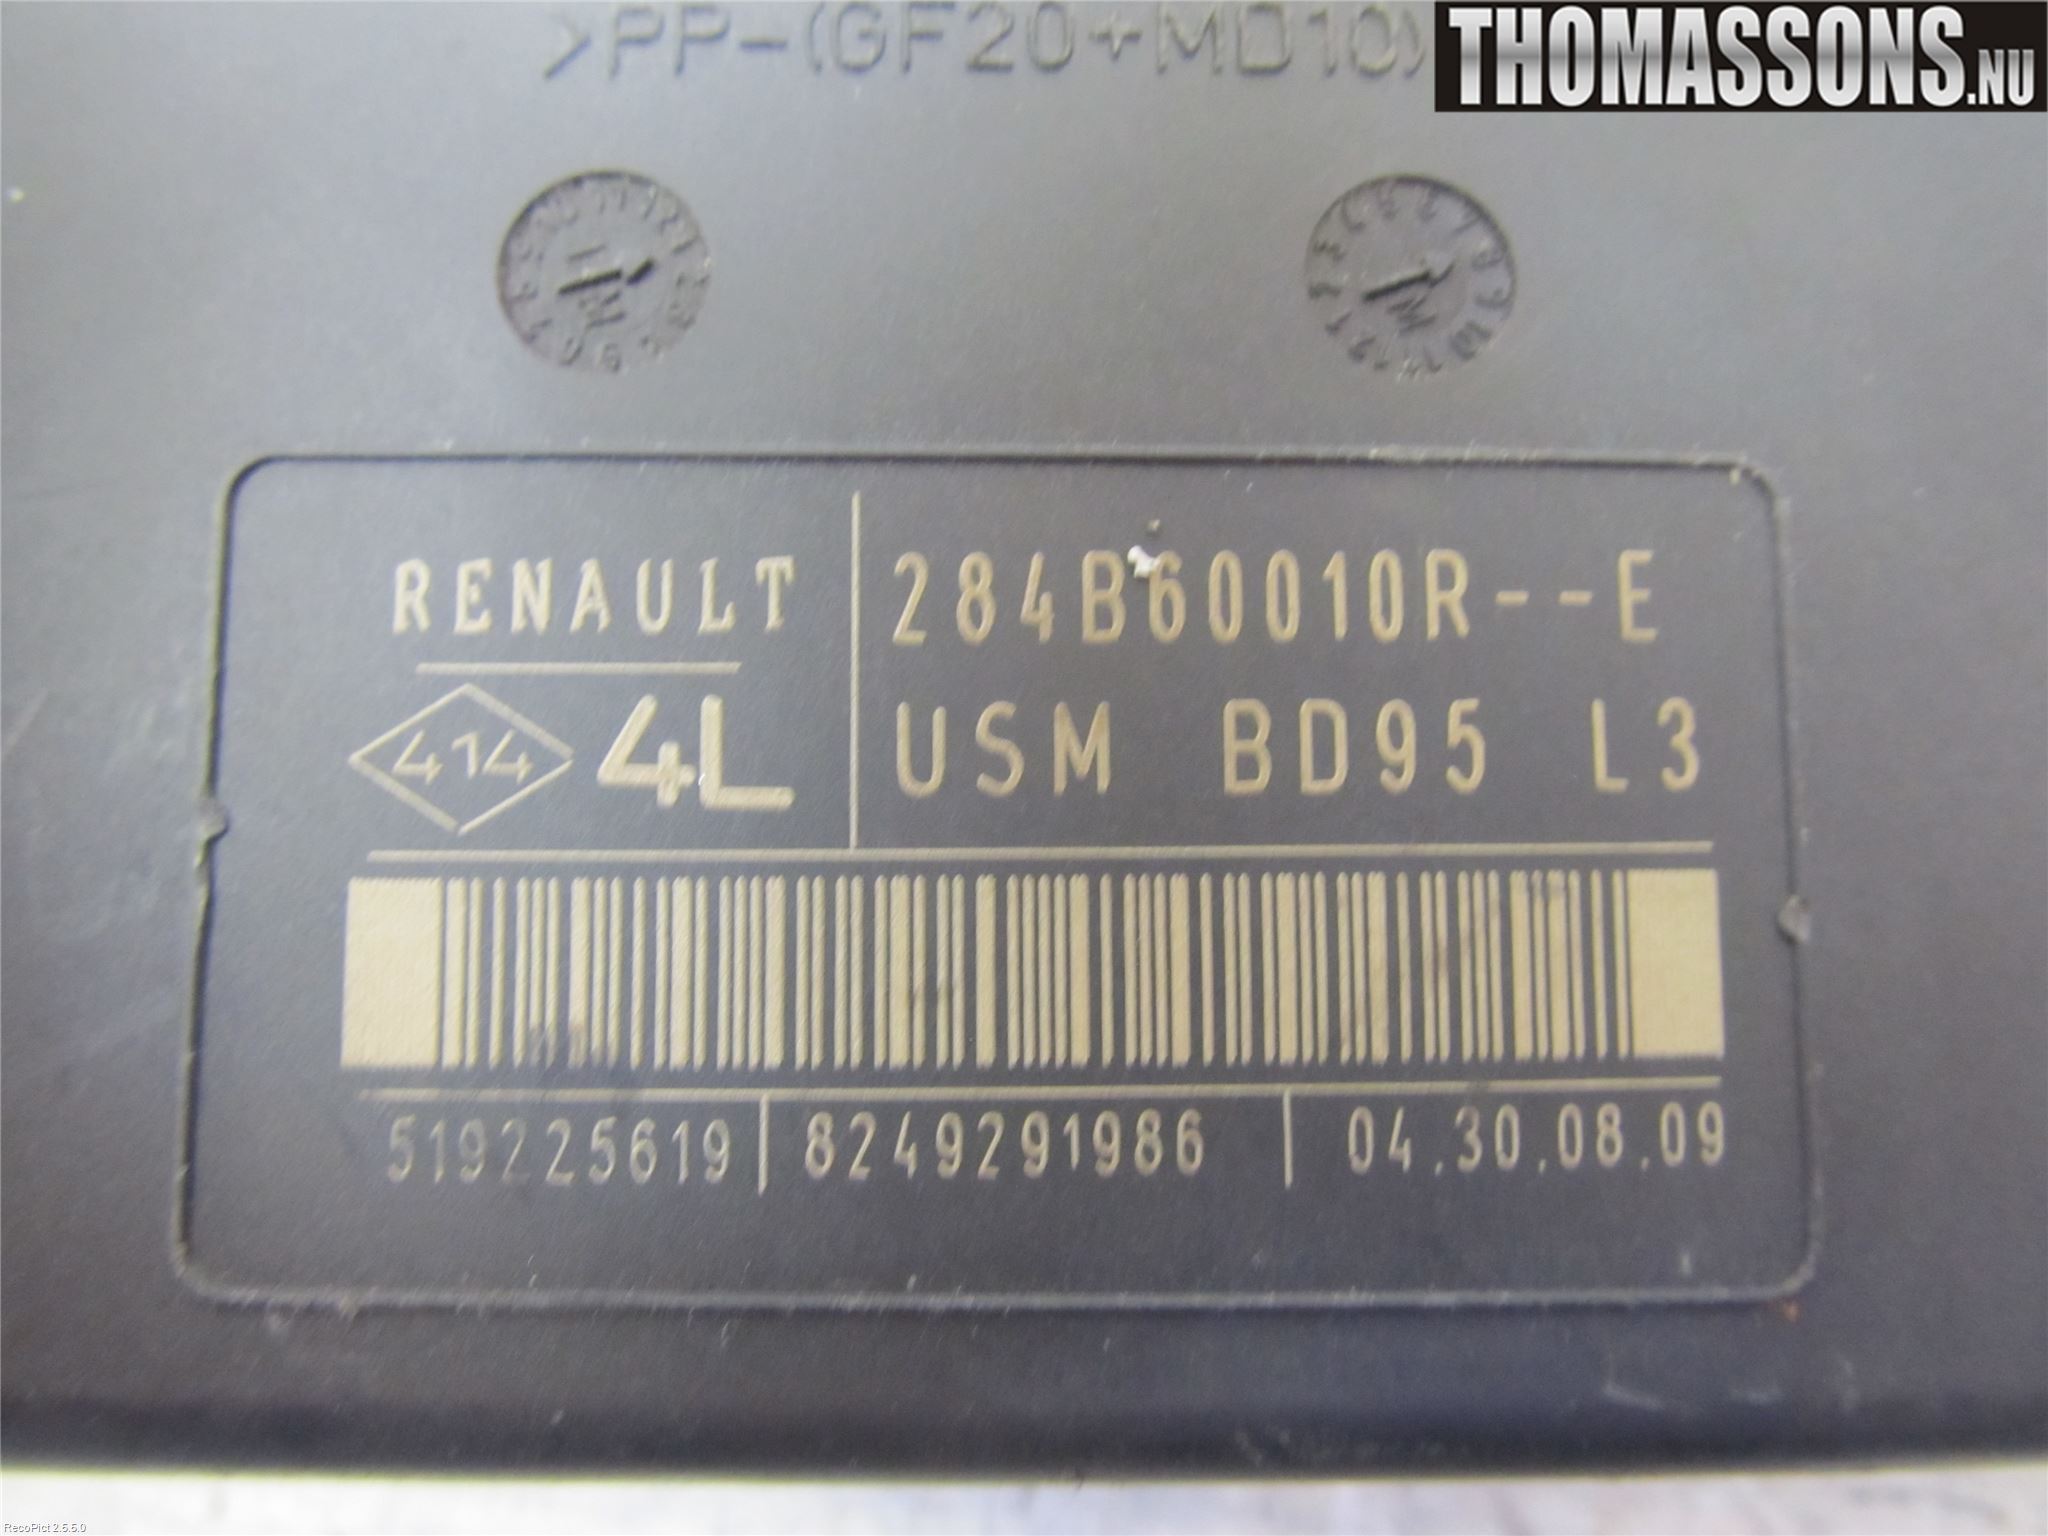 >PP-(GF20+MD10)
THOMASSONS.NU
RENAULT
284B60010R--E
414 4L
USM BD95 L3
519225619 8249291986 04.30.08.09
RecoPict 2.5.5.0